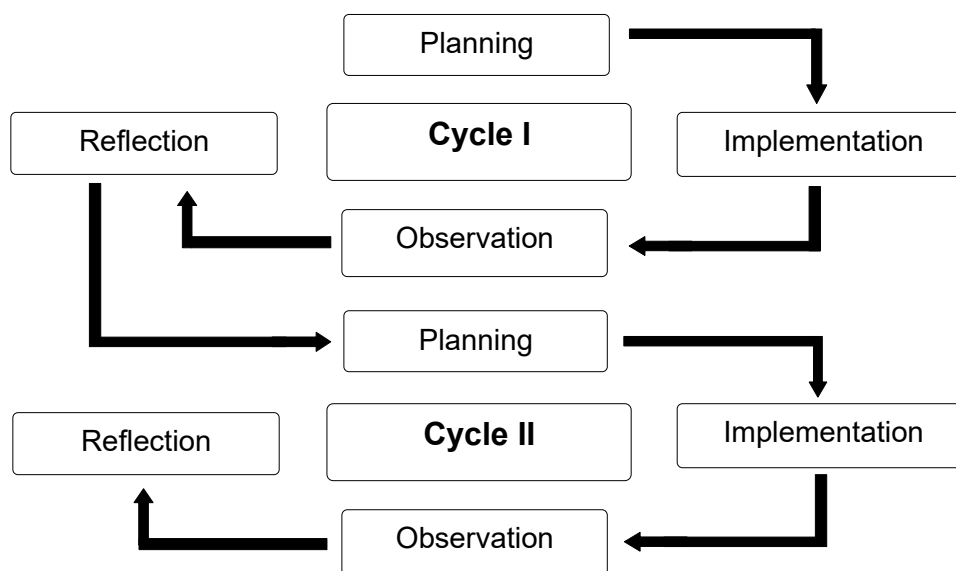 Planning
Reflection
Cycle I
Implementation
Observation
Planning
Reflection
Cycle II
Implementation
Observation